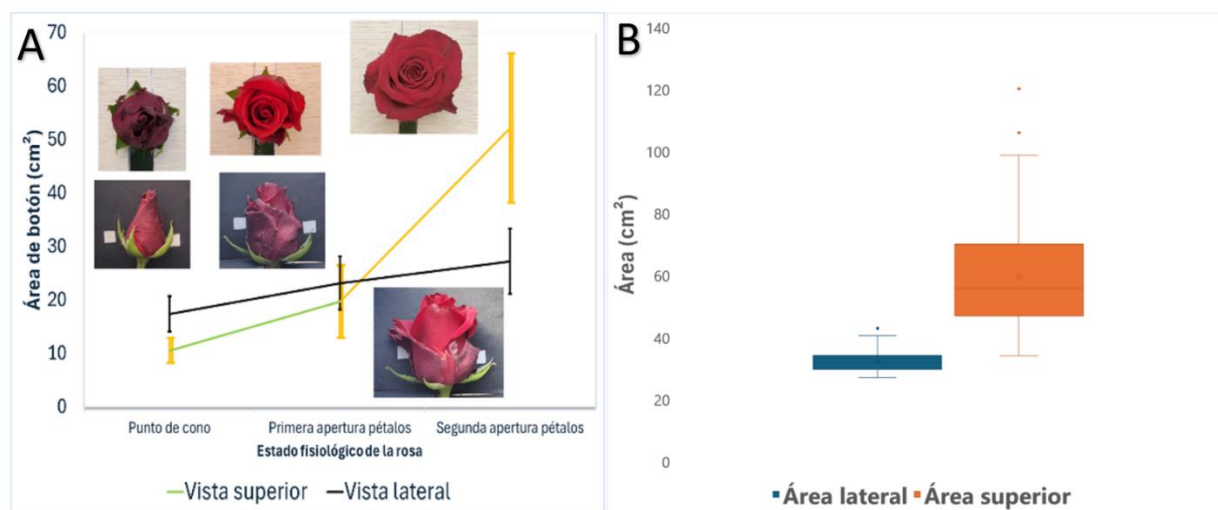 A
70
60
50
40
30
20
10
0
Área de botón (cm²)
Punto de cono
Primera apertura pétalos
Segunda apertura pétalos
Estado fisiológico de la rosa
Vista superior
Vista lateral
B
140
120
100
80
60
40
20
0
Área (cm²)
Área lateral
Área superior